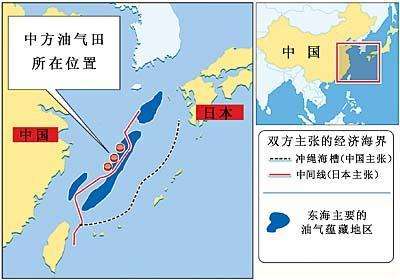 中方油气田
所在位置
中国
日本
中 国
双方主张的经济海界
冲绳海槽(中国主张)
中间线(日本主张)
东海主要的
油气蕴藏地区